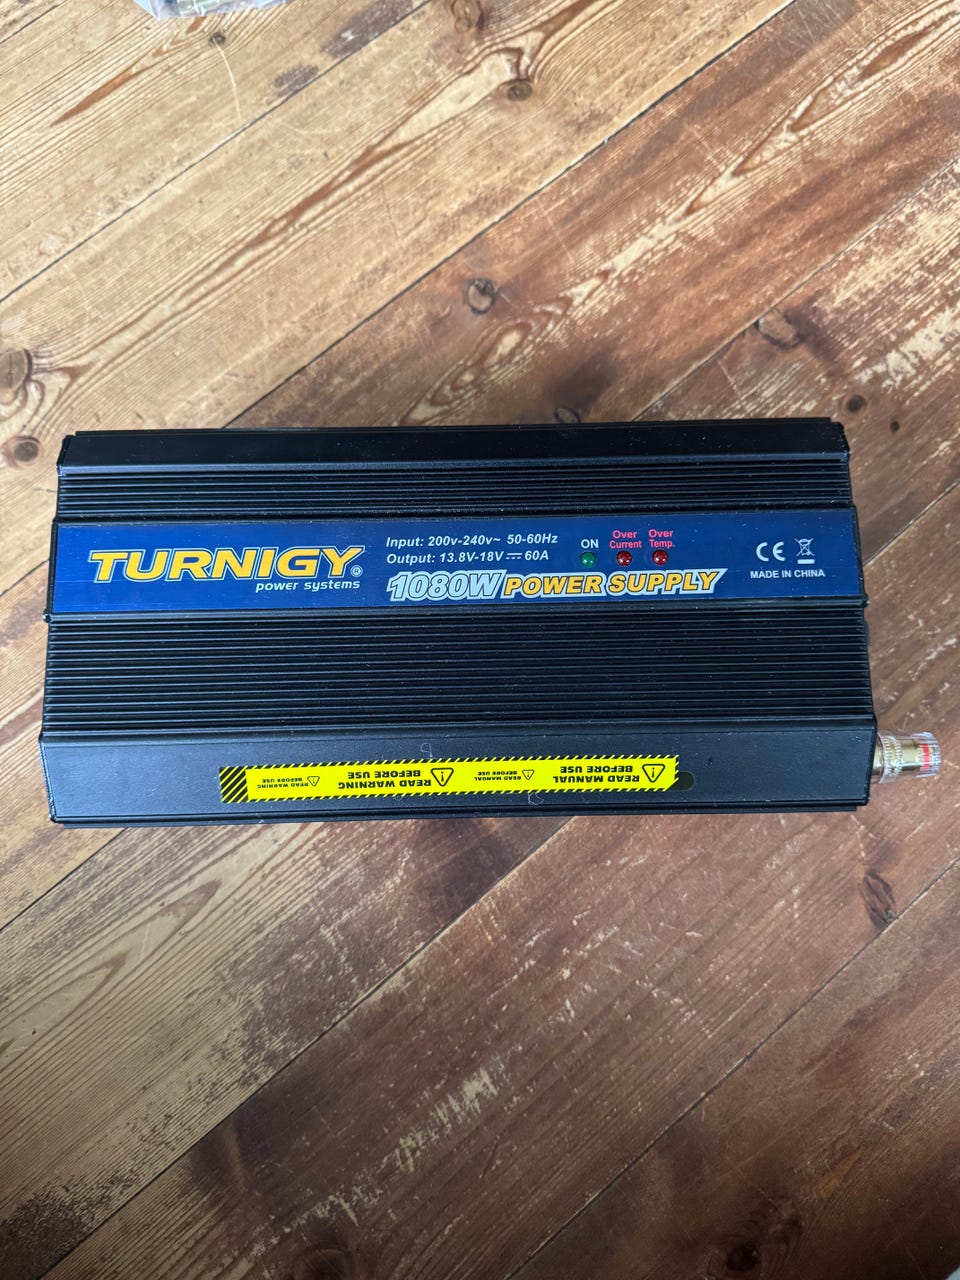 TURNIGY®
power systems
Input: 200v-240v~ 50-60Hz
Output: 13.8V-18V ⎓ 60A
1080W POWER SUPPLY
ON
Over
Current
Over
Temp.
CE
MADE IN CHINA
READ MANUAL
BEFORE USE
READ MANUAL
BEFORE USE
READ WARNING
BEFORE USE
READ WARNING
BEFORE USE